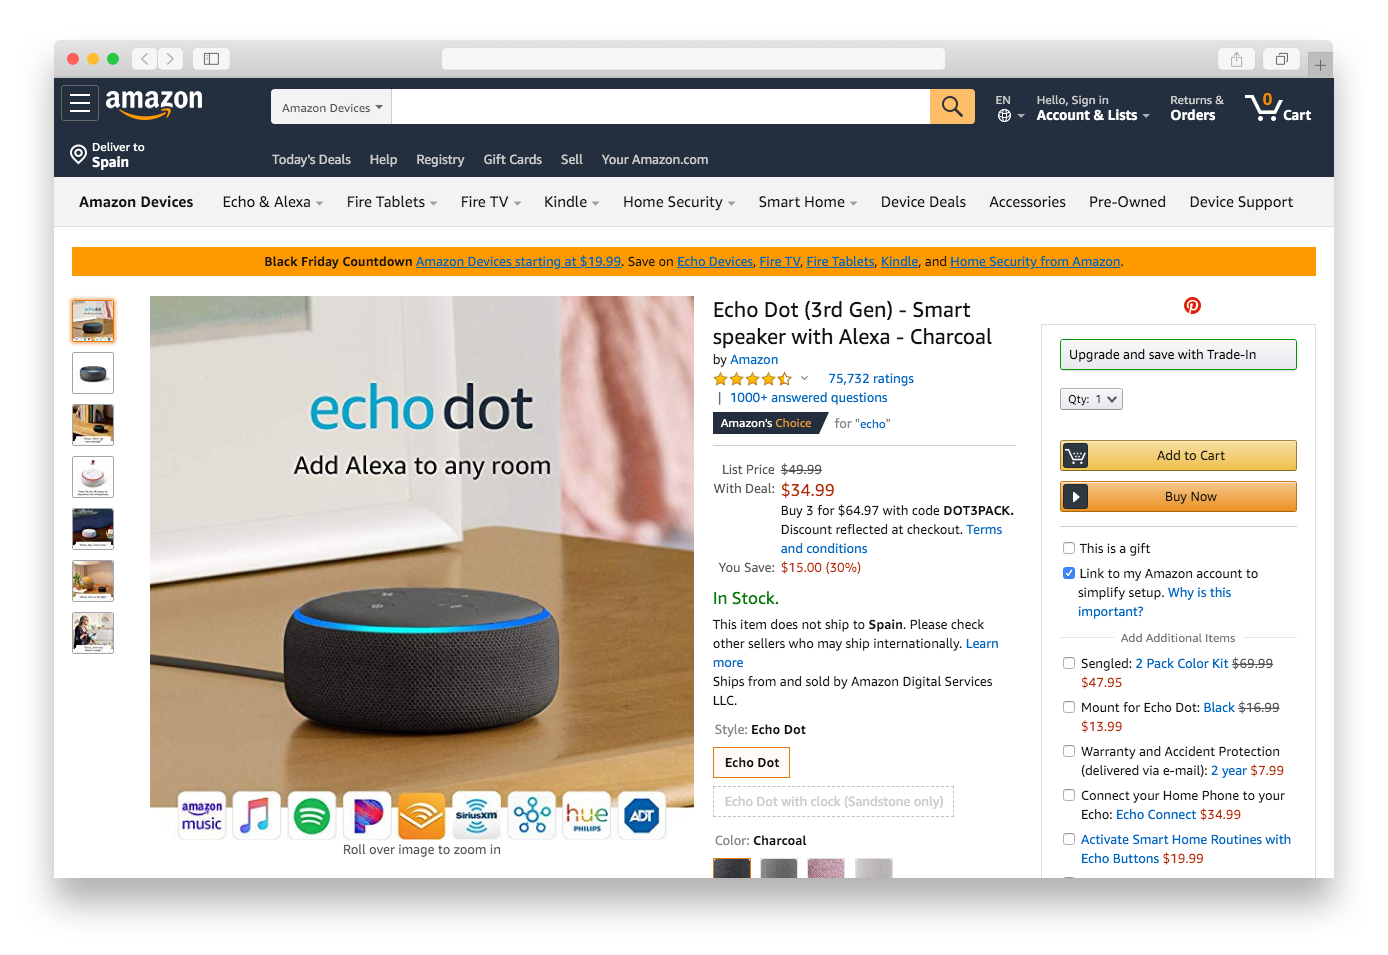 amazon
Amazon Devices
EN
Hello, Sign in
Account & Lists
Returns &
Orders
0
Cart
Deliver to
Spain
Today's Deals Help Registry Gift Cards Sell Your Amazon.com
Amazon Devices Echo & Alexa Fire Tablets Fire TV Kindle Home Security Smart Home Device Deals Accessories Pre-Owned Device Support
Black Friday Countdown Amazon Devices starting at $19.99. Save on Echo Devices, Fire TV, Fire Tablets, Kindle, and Home Security from Amazon.
echo dot
Add Alexa to any room
amazon
music
SiriusXM
hue
PHILIPS
ADT
Roll over image to zoom in
Echo Dot (3rd Gen) - Smart
speaker with Alexa - Charcoal
by Amazon
75,732 ratings
| 1000+ answered questions
Amazon's Choice for "echo"
List Price $49.99
With Deal: $34.99
Buy 3 for $64.97 with code DOT3PACK.
Discount reflected at checkout. Terms
and conditions
You Save: $15.00 (30%)
In Stock.
This item does not ship to Spain. Please check
other sellers who may ship internationally. Learn
more
Ships from and sold by Amazon Digital Services
LLC.
Style: Echo Dot
Echo Dot
Echo Dot with clock (Sandstone only)
Color: Charcoal
Upgrade and save with Trade-In
Qty: 1
Add to Cart
Buy Now
This is a gift
Link to my Amazon account to
simplify setup. Why is this
important?
Add Additional Items
Sengled: 2 Pack Color Kit $69.99
$47.95
Mount for Echo Dot: Black $16.99
$13.99
Warranty and Accident Protection
(delivered via e-mail): 2 year $7.99
Connect your Home Phone to your
Echo: Echo Connect $34.99
Activate Smart Home Routines with
Echo Buttons $19.99